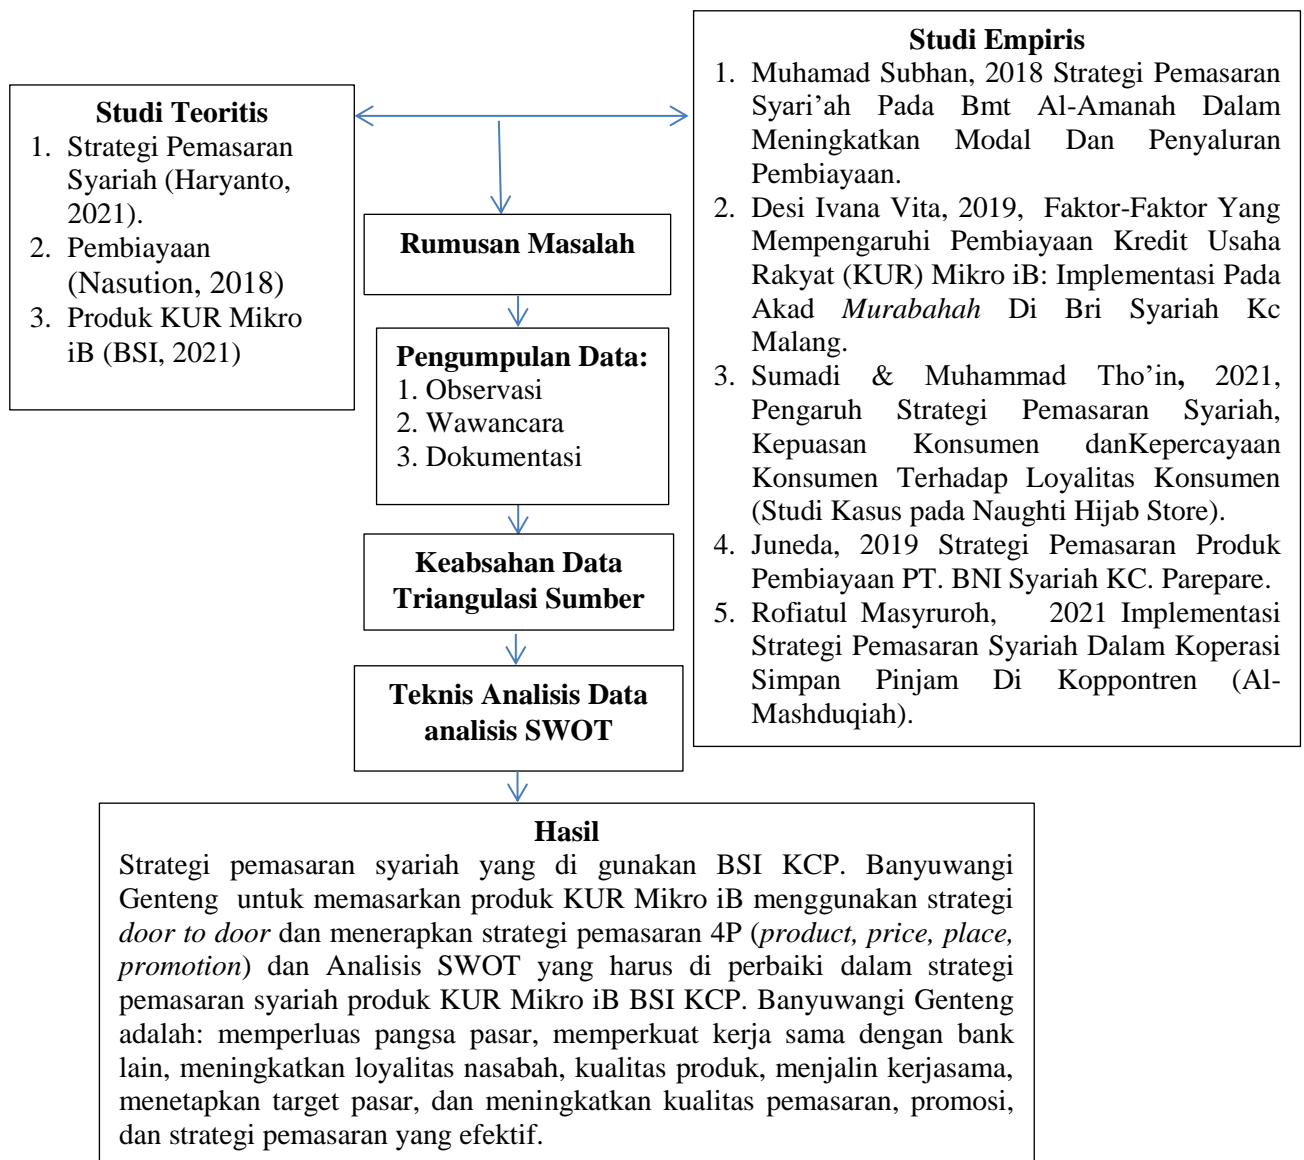 Studi Teoritis
1. Strategi Pemasaran
Syariah (Haryanto,
2021).
2. Pembiayaan
(Nasution, 2018)
3. Produk KUR Mikro
iB (BSI, 2021)
Studi Empiris
1. Muhamad Subhan, 2018 Strategi Pemasaran
Syari’ah Pada Bmt Al-Amanah Dalam
Meningkatkan Modal Dan Penyaluran
Pembiayaan.
2. Desi Ivana Vita, 2019, Faktor-Faktor Yang
Mempengaruhi Pembiayaan Kredit Usaha
Rakyat (KUR) Mikro iB: Implementasi Pada
Akad Murabahah Di Bri Syariah Kc
Malang.
3. Sumadi & Muhammad Tho’in, 2021,
Pengaruh Strategi Pemasaran Syariah,
Kepuasan Konsumen danKepercayaan
Konsumen Terhadap Loyalitas Konsumen
(Studi Kasus pada Naughti Hijab Store).
4. Juneda, 2019 Strategi Pemasaran Produk
Pembiayaan PT. BNI Syariah KC. Parepare.
5. Rofiatul Masyruroh, 2021 Implementasi
Strategi Pemasaran Syariah Dalam Koperasi
Simpan Pinjam Di Koppontren (Al-
Mashduqiah).
Rumusan Masalah
Pengumpulan Data:
1. Observasi
2. Wawancara
3. Dokumentasi
Keabsahan Data
Triangulasi Sumber
Teknis Analisis Data
analisis SWOT
Hasil
Strategi pemasaran syariah yang di gunakan BSI KCP. Banyuwangi
Genteng untuk memasarkan produk KUR Mikro iB menggunakan strategi
door to door dan menerapkan strategi pemasaran 4P (product, price, place,
promotion) dan Analisis SWOT yang harus di perbaiki dalam strategi
pemasaran syariah produk KUR Mikro iB BSI KCP. Banyuwangi Genteng
adalah: memperluas pangsa pasar, memperkuat kerja sama dengan bank
lain, meningkatkan loyalitas nasabah, kualitas produk, menjalin kerjasama,
menetapkan target pasar, dan meningkatkan kualitas pemasaran, promosi,
dan strategi pemasaran yang efektif.